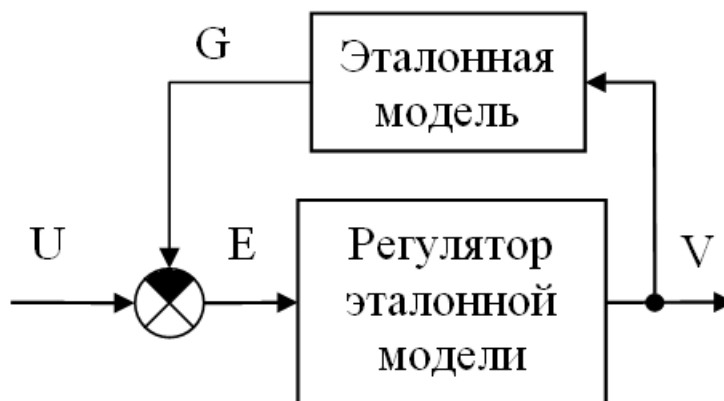 G
Эталонная
модель
U
E
Регулятор
эталонной
модели
V